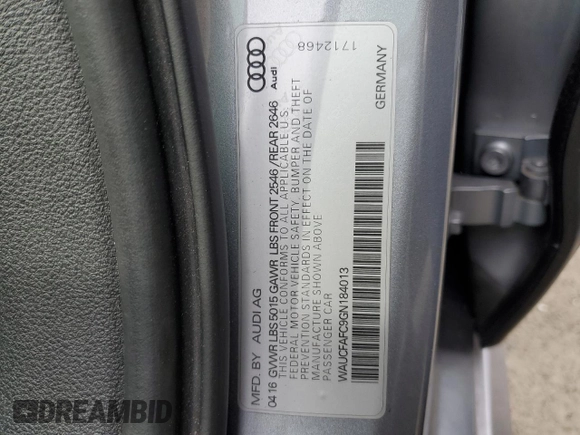 MFD. BY AUDI AG
04 16 GVWR LBS 5015 GAWR LBS FRONT 2546 /REAR 2646
THIS VEHICLE CONFORMS TO ALL APPLICABLE U.S.
FEDERAL MOTOR VEHICLE SAFETY, BUMPER AND THEFT
PREVENTION STANDARDS IN EFFECT ON THE DATE OF
MANUFACTURE SHOWN ABOVE
PASSENGER CAR
WAUCFAFC9GN184013
GERMANY
Audi
1712468
DREAMBID